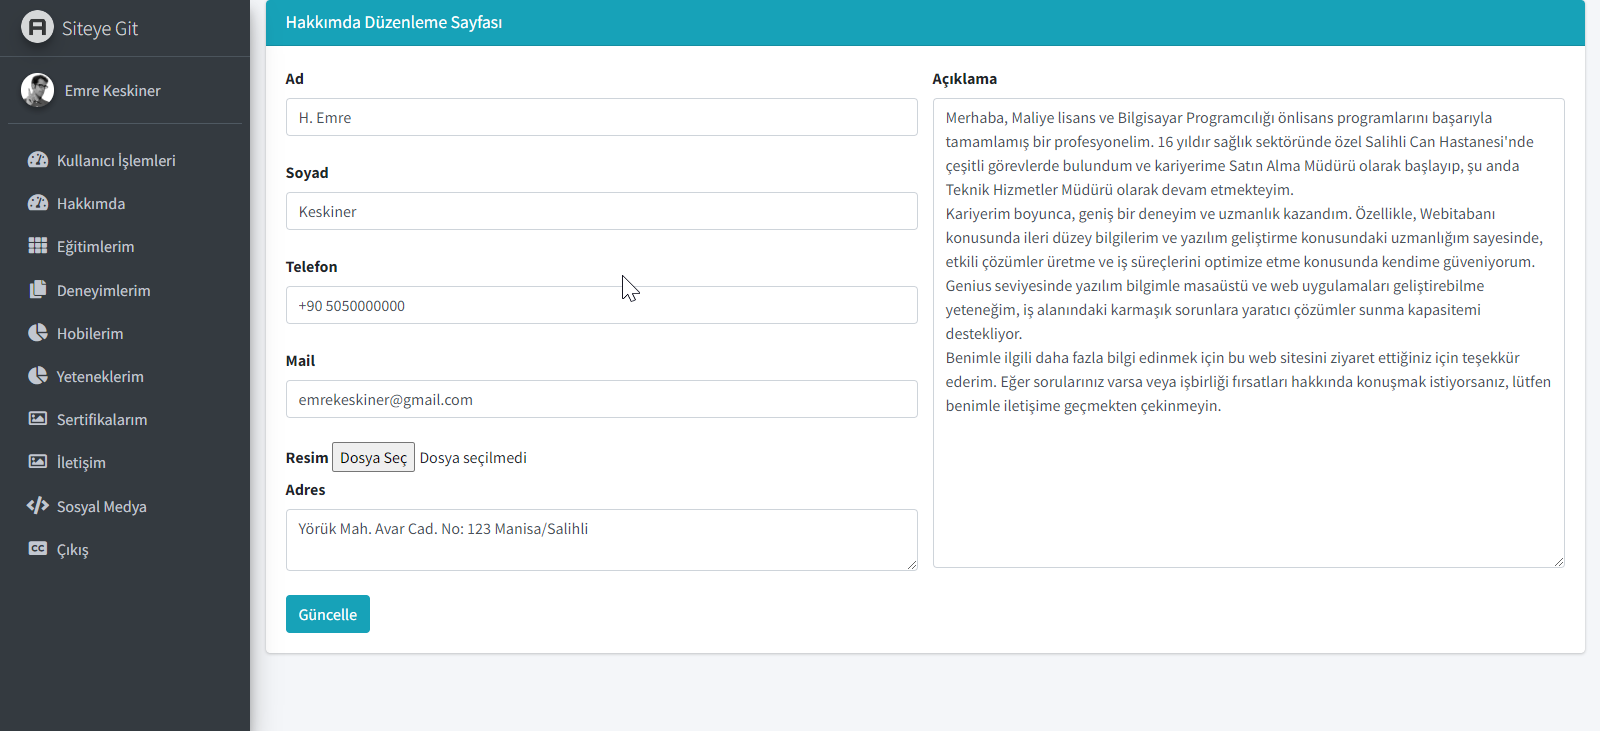 Siteye Git
Emre Keskiner
Kullanıcı İşlemleri
Hakkımda
Eğitimlerim
Deneyimlerim
Hobilerim
Yeteneklerim
Sertifikalarım
İletişim
Sosyal Medya
Çıkış
Hakkımda Düzenleme Sayfası
Ad
H. Emre
Soyad
Keskiner
Telefon
+90 5050000000
Mail
emrekeskiner@gmail.com
Resim Dosya Seç Dosya seçilmedi
Adres
Yörük Mah. Avar Cad. No: 123 Manisa/Salihli
Güncelle
Açıklama
Merhaba, Maliye lisans ve Bilgisayar Programcılığı önlisans programlarını başarıyla
tamamlamış bir profesyonelim. 16 yıldır sağlık sektöründe özel Salihli Can Hastanesi'nde
çeşitli görevlerde bulundum ve kariyerime Satın Alma Müdürü olarak başlayıp, şu anda
Teknik Hizmetler Müdürü olarak devam etmekteyim.
Kariyerim boyunca, geniş bir deneyim ve uzmanlık kazandım. Özellikle, Webitabanı
konusunda ileri düzey bilgilerim ve yazılım geliştirme konusundaki uzmanlığım sayesinde,
etkili çözümler üretme ve iş süreçlerini optimize etme konusunda kendime güveniyorum.
Genius seviyesinde yazılım bilgimle masaüstü ve web uygulamaları geliştirebilme
yeteneğim, iş alanındaki karmaşık sorunlara yaratıcı çözümler sunma kapasitemi
destekliyor.
Benimle ilgili daha fazla bilgi edinmek için bu web sitesini ziyaret ettiğiniz için teşekkür
ederim. Eğer sorularınız varsa veya işbirliği fırsatları hakkında konuşmak istiyorsanız, lütfen
benimle iletişime geçmekten çekinmeyin.